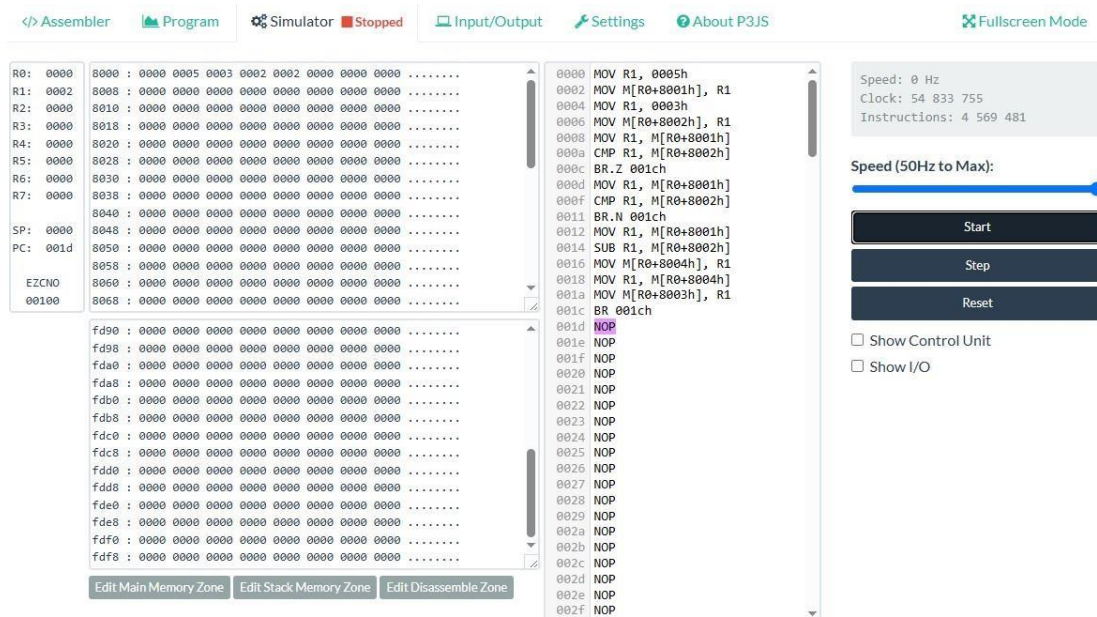 </> Assembler Program Simulator Stopped Input/Output Settings About P3JS Fullscreen Mode
R0: 0000
R1: 0002
R2: 0000
R3: 0000
R4: 0000
R5: 0000
R6: 0000
R7: 0000
SP: 0000
PC: 001d
EZCNO
00100
8000 : 0000 0005 0003 0002 0002 0000 0000 0000 ........
8008 : 0000 0000 0000 0000 0000 0000 0000 0000 ........
8010 : 0000 0000 0000 0000 0000 0000 0000 0000 ........
8018 : 0000 0000 0000 0000 0000 0000 0000 0000 ........
8020 : 0000 0000 0000 0000 0000 0000 0000 0000 ........
8028 : 0000 0000 0000 0000 0000 0000 0000 0000 ........
8030 : 0000 0000 0000 0000 0000 0000 0000 0000 ........
8038 : 0000 0000 0000 0000 0000 0000 0000 0000 ........
8040 : 0000 0000 0000 0000 0000 0000 0000 0000 ........
8048 : 0000 0000 0000 0000 0000 0000 0000 0000 ........
8050 : 0000 0000 0000 0000 0000 0000 0000 0000 ........
8058 : 0000 0000 0000 0000 0000 0000 0000 0000 ........
8060 : 0000 0000 0000 0000 0000 0000 0000 0000 ........
8068 : 0000 0000 0000 0000 0000 0000 0000 0000 ........
fd90 : 0000 0000 0000 0000 0000 0000 0000 0000 ........
fd98 : 0000 0000 0000 0000 0000 0000 0000 0000 ........
fda0 : 0000 0000 0000 0000 0000 0000 0000 0000 ........
fda8 : 0000 0000 0000 0000 0000 0000 0000 0000 ........
fdb0 : 0000 0000 0000 0000 0000 0000 0000 0000 ........
fdb8 : 0000 0000 0000 0000 0000 0000 0000 0000 ........
fdc0 : 0000 0000 0000 0000 0000 0000 0000 0000 ........
fdc8 : 0000 0000 0000 0000 0000 0000 0000 0000 ........
fdd0 : 0000 0000 0000 0000 0000 0000 0000 0000 ........
fdd8 : 0000 0000 0000 0000 0000 0000 0000 0000 ........
fde0 : 0000 0000 0000 0000 0000 0000 0000 0000 ........
fde8 : 0000 0000 0000 0000 0000 0000 0000 0000 ........
fdf0 : 0000 0000 0000 0000 0000 0000 0000 0000 ........
fdf8 : 0000 0000 0000 0000 0000 0000 0000 0000 ........
Edit Main Memory Zone Edit Stack Memory Zone Edit Disassemble Zone
0000 MOV R1, 0005h
0002 MOV M[R0+8001h], R1
0004 MOV R1, 0003h
0006 MOV M[R0+8002h], R1
0008 MOV R1, M[R0+8001h]
000a CMP R1, M[R0+8002h]
000c BR.Z 001ch
000d MOV R1, M[R0+8001h]
000f CMP R1, M[R0+8002h]
0011 BR.N 001ch
0012 MOV R1, M[R0+8001h]
0014 SUB R1, M[R0+8002h]
0016 MOV M[R0+8004h], R1
0018 MOV R1, M[R0+8004h]
001a MOV M[R0+8003h], R1
001c BR 001ch
001d NOP
001e NOP
001f NOP
0020 NOP
0021 NOP
0022 NOP
0023 NOP
0024 NOP
0025 NOP
0026 NOP
0027 NOP
0028 NOP
0029 NOP
002a NOP
002b NOP
002c NOP
002d NOP
002e NOP
002f NOP
Speed: 0 Hz
Clock: 54 833 755
Instructions: 4 569 481
Speed (50Hz to Max):
Start
Step
Reset
Show Control Unit
Show I/O